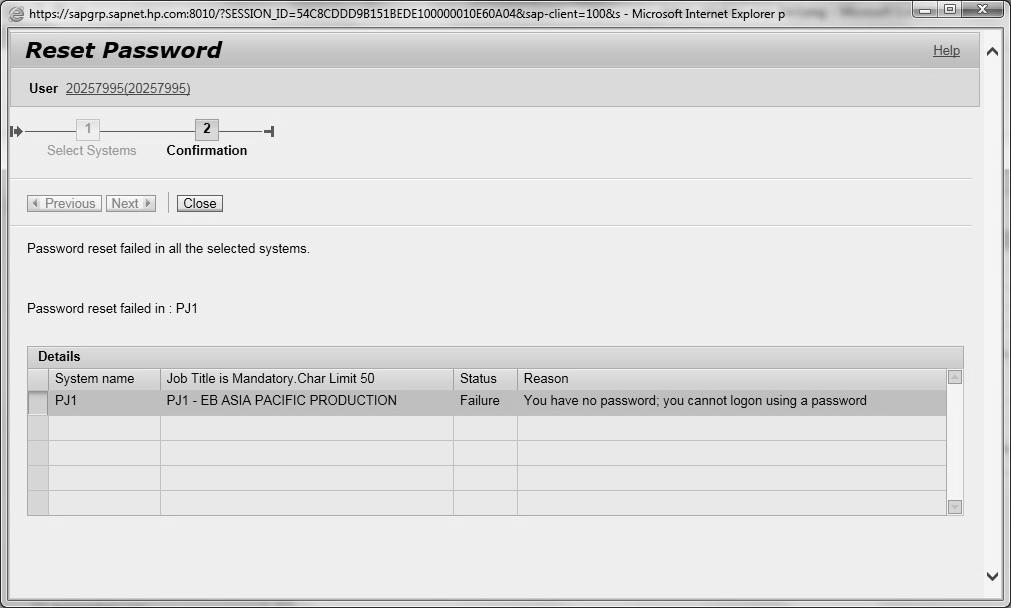 https://sapgrp.sapnet.hp.com:8010/?SESSION_ID=54C8CDDD9B151BEDE100000010E60A04&sap-client=100&s - Microsoft Internet Explorer p
Reset Password
Help
User 20257995(20257995)
1 2
Select Systems Confirmation
Previous Next Close
Password reset failed in all the selected systems.
Password reset failed in : PJ1
Details
System name Job Title is Mandatory.Char Limit 50 Status Reason
PJ1 PJ1 - EB ASIA PACIFIC PRODUCTION Failure You have no password; you cannot logon using a password